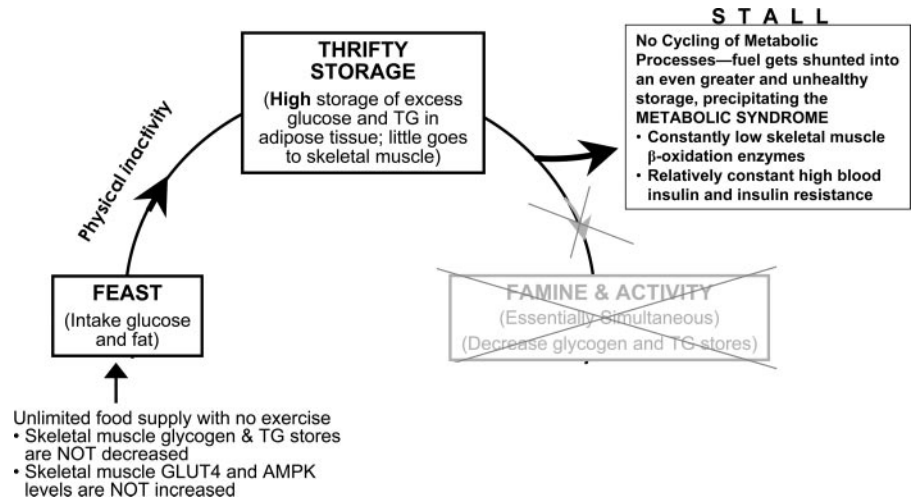 S T A L L
No Cycling of Metabolic
Processes—fuel gets shunted into
an even greater and unhealthy
storage, precipitating the
METABOLIC SYNDROME
• Constantly low skeletal muscle
β-oxidation enzymes
• Relatively constant high blood
insulin and insulin resistance
THRIFTY
STORAGE
(High storage of excess
glucose and TG in
adipose tissue; little goes
to skeletal muscle)
Physical inactivity
FEAST
(Intake glucose
and fat)
FAMINE & ACTIVITY
(Essentially Simultaneous)
(Decrease glycogen and TG stores)
Unlimited food supply with no exercise
• Skeletal muscle glycogen & TG stores
are NOT decreased
• Skeletal muscle GLUT4 and AMPK
levels are NOT increased